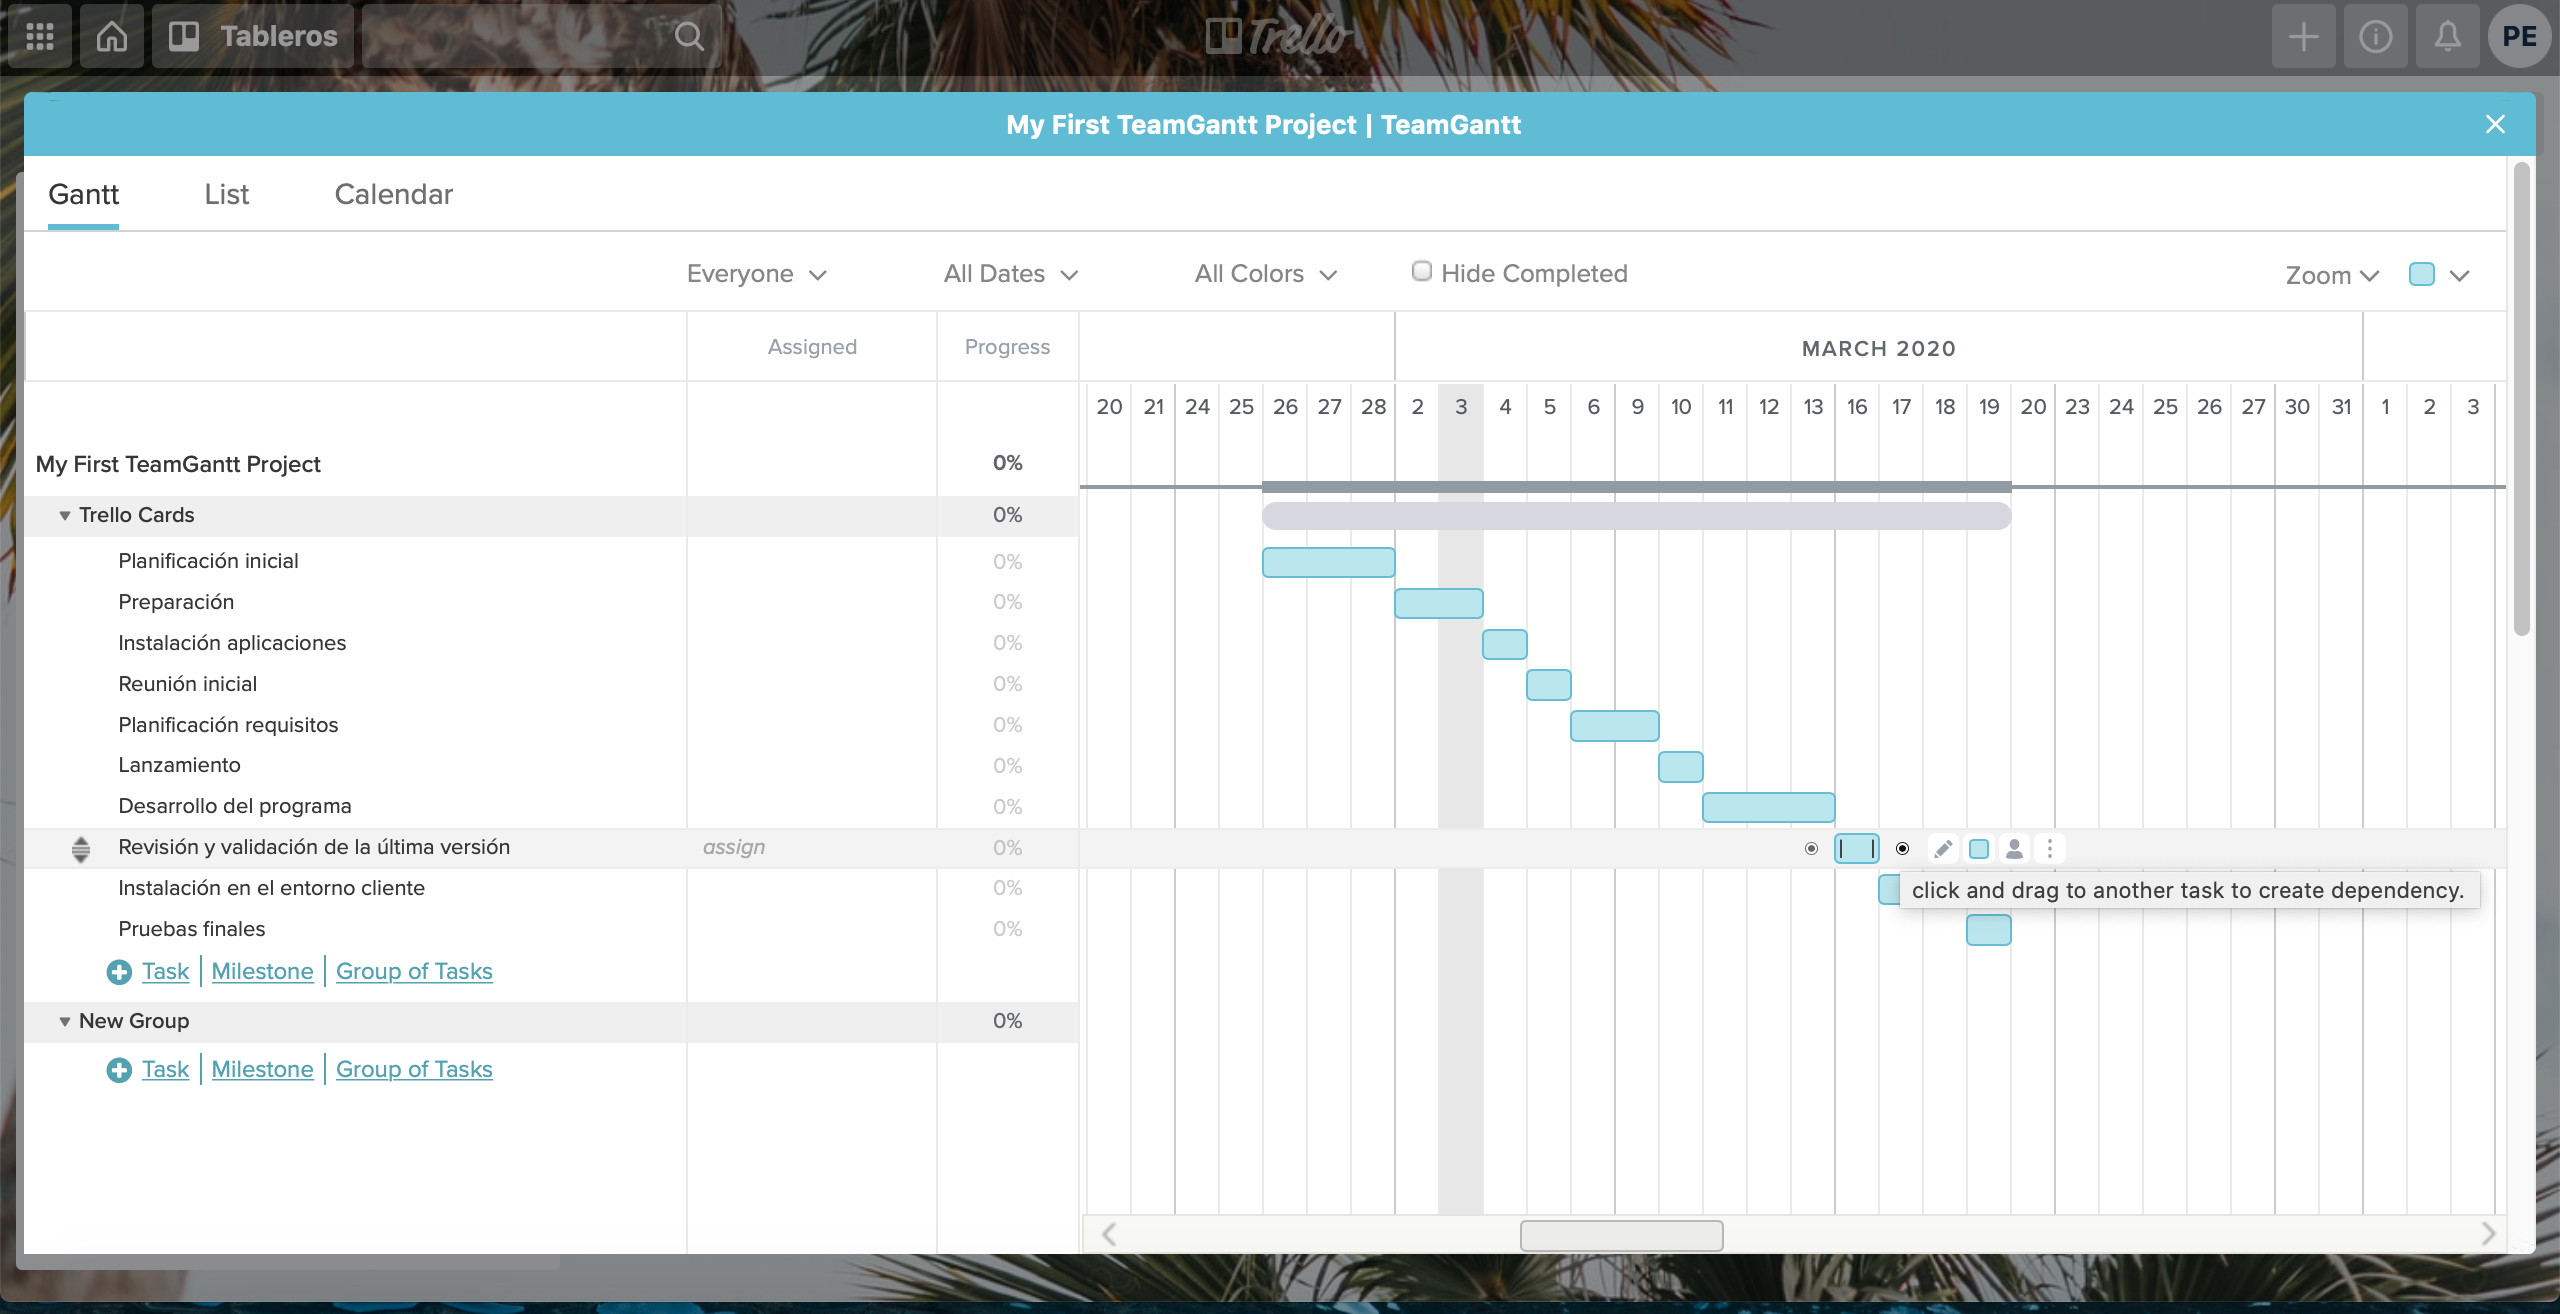 Tableros
Trello
PE
My First TeamGantt Project | TeamGantt
Gantt List Calendar
Everyone All Dates All Colors Hide Completed Zoom
Assigned Progress MARCH 2020
20 21 24 25 26 27 28 2 3 4 5 6 9 10 11 12 13 16 17 18 19 20 23 24 25 26 27 30 31 1 2 3
My First TeamGantt Project 0%
Trello Cards 0%
Planificación inicial 0%
Preparación 0%
Instalación aplicaciones 0%
Reunión inicial 0%
Planificación requisitos 0%
Lanzamiento 0%
Desarrollo del programa 0%
Revisión y validación de la última versión assign 0%
Instalación en el entorno cliente 0% click and drag to another task to create dependency.
Pruebas finales 0%
Task | Milestone | Group of Tasks
New Group 0%
Task | Milestone | Group of Tasks